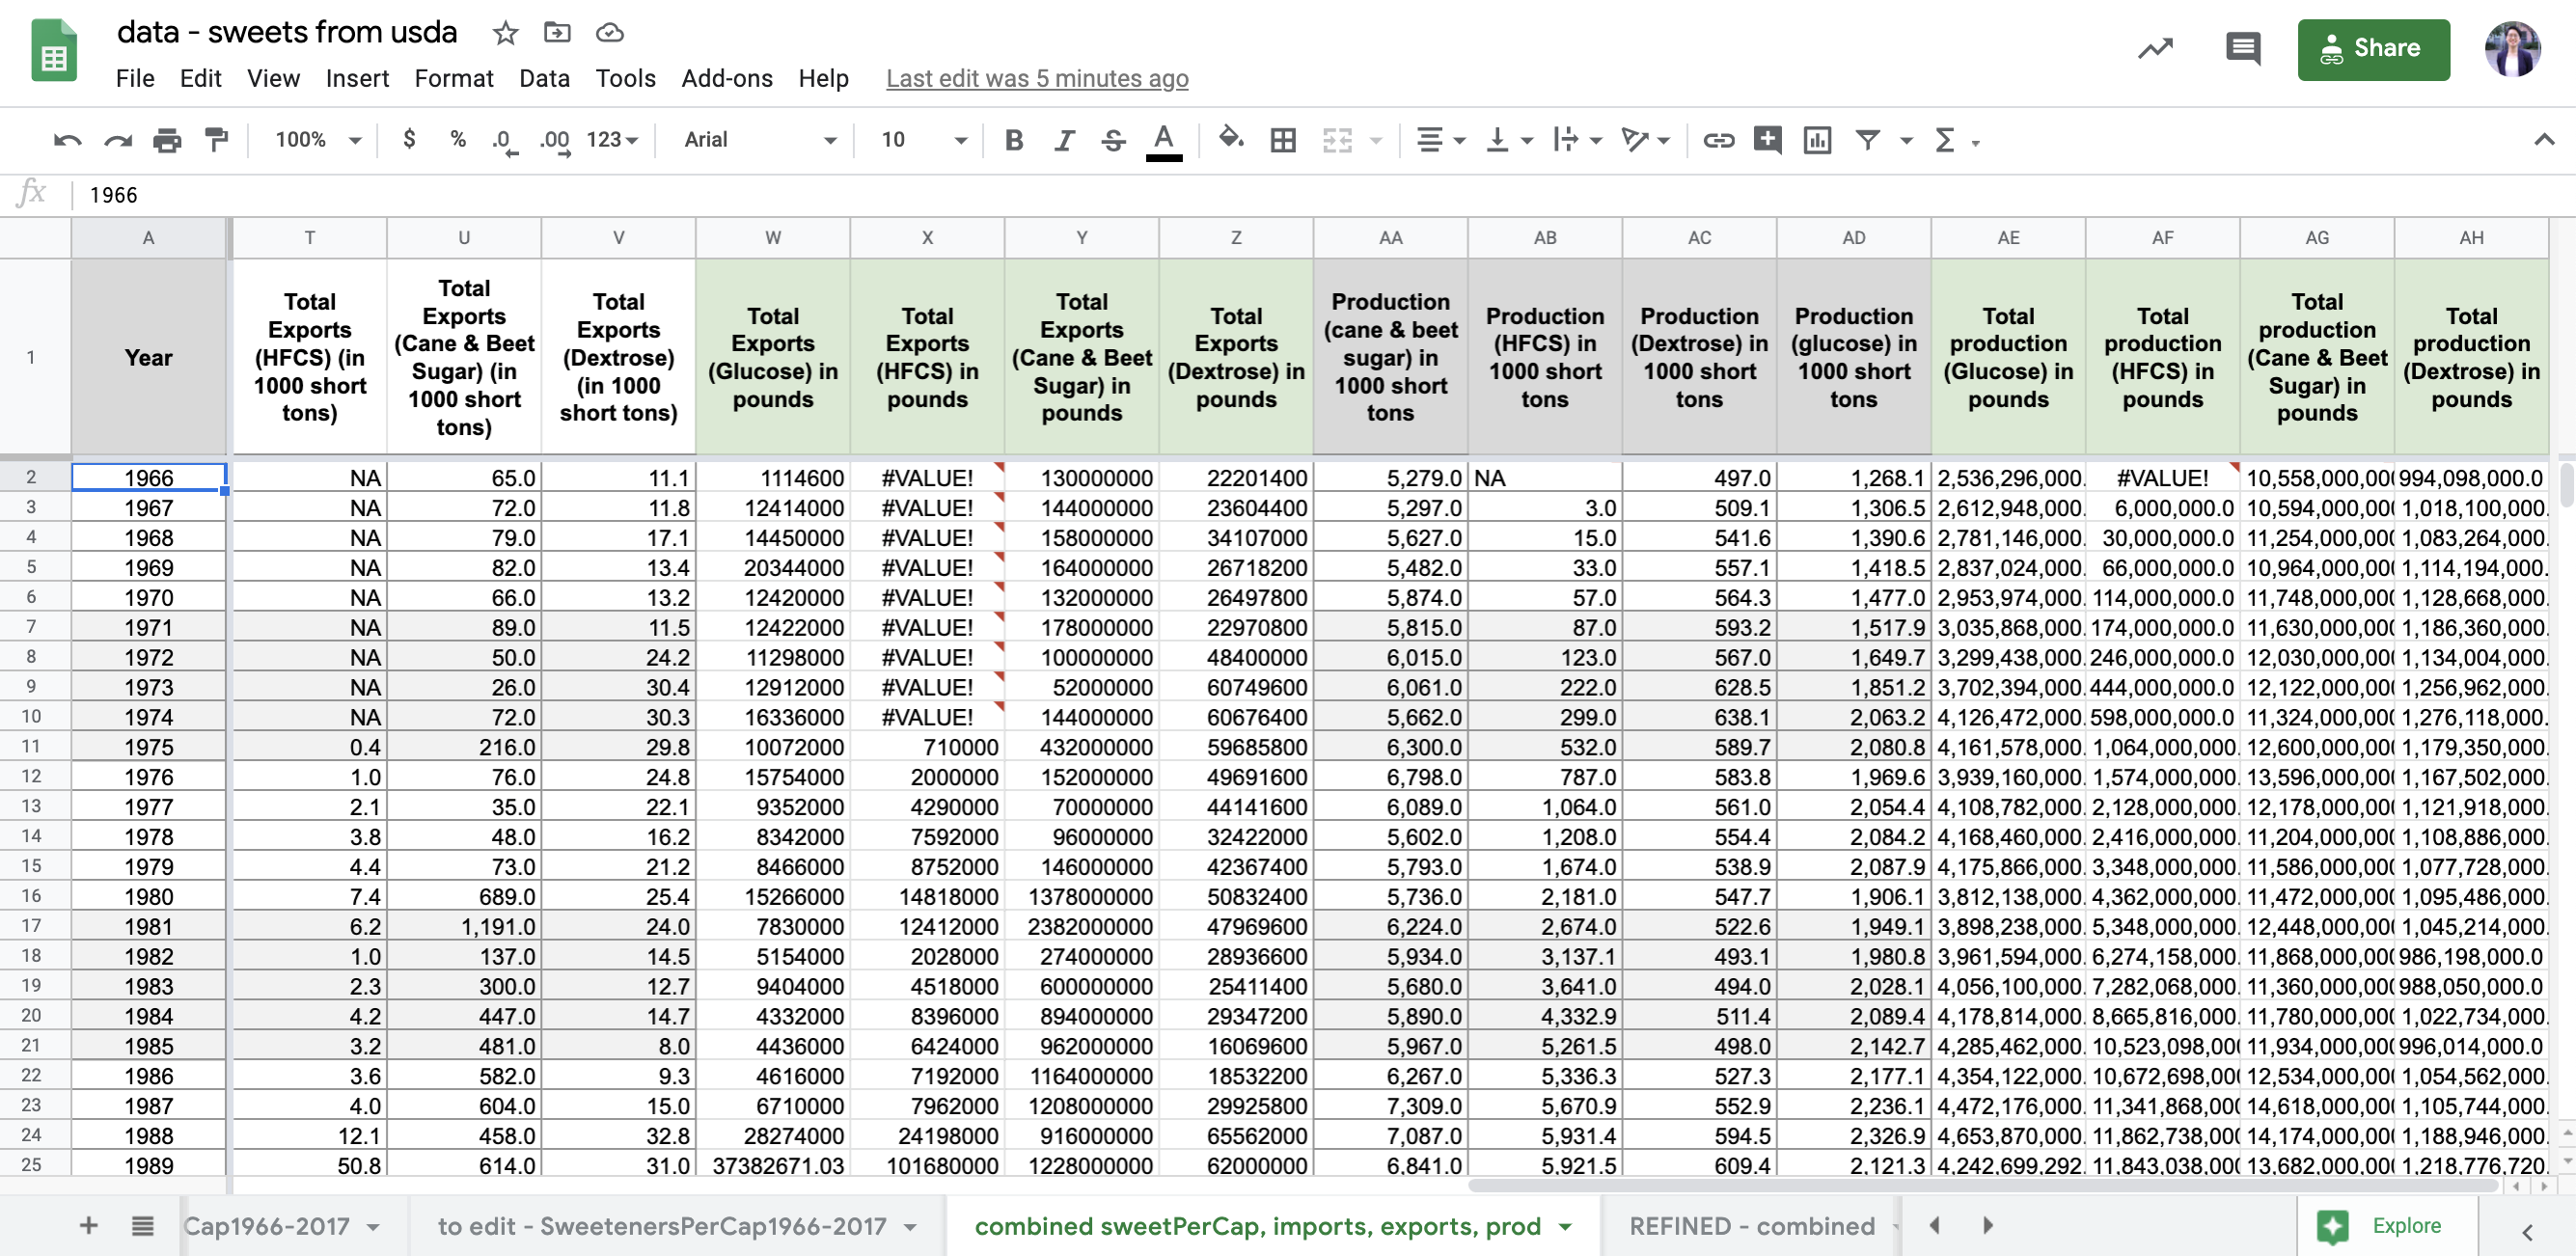 data - sweets from usda
File Edit View Insert Format Data Tools Add-ons Help Last edit was 5 minutes ago
Share
100% $ % .0 .00 123 Arial 10 B I S A Σ
fx 1966
A T U V W X Y Z AA AB AC AD AE AF AG AH
1 Year Total Exports (HFCS) (in 1000 short tons) Total Exports (Cane & Beet Sugar) (in 1000 short tons) Total Exports (Dextrose) (in 1000 short tons) Total Exports (Glucose) in pounds Total Exports (HFCS) in pounds Total Exports (Cane & Beet Sugar) in pounds Total Exports (Dextrose) in pounds Production (cane & beet sugar) in 1000 short tons Production (HFCS) in 1000 short tons Production (Dextrose) in 1000 short tons Production (glucose) in 1000 short tons Total production (Glucose) in pounds Total production (HFCS) in pounds Total production (Cane & Beet Sugar) in pounds Total production (Dextrose) in pounds
2 1966 NA 65.0 11.1 1114600 #VALUE! 130000000 22201400 5,279.0 NA 497.0 1,268.1 2,536,296,000. #VALUE! 10,558,000,00 994,098,000.0
3 1967 NA 72.0 11.8 12414000 #VALUE! 144000000 23604400 5,297.0 3.0 509.1 1,306.5 2,612,948,000. 6,000,000.0 10,594,000,00 1,018,100,000.
4 1968 NA 79.0 17.1 14450000 #VALUE! 158000000 34107000 5,627.0 15.0 541.6 1,390.6 2,781,146,000. 30,000,000.0 11,254,000,00 1,083,264,000.
5 1969 NA 82.0 13.4 20344000 #VALUE! 164000000 26718200 5,482.0 33.0 557.1 1,418.5 2,837,024,000. 66,000,000.0 10,964,000,00 1,114,194,000.
6 1970 NA 66.0 13.2 12420000 #VALUE! 132000000 26497800 5,874.0 57.0 564.3 1,477.0 2,953,974,000. 114,000,000.0 11,748,000,00 1,128,668,000.
7 1971 NA 89.0 11.5 12422000 #VALUE! 178000000 22970800 5,815.0 87.0 593.2 1,517.9 3,035,868,000. 174,000,000.0 11,630,000,00 1,186,360,000.
8 1972 NA 50.0 24.2 11298000 #VALUE! 100000000 48400000 6,015.0 123.0 567.0 1,649.7 3,299,438,000. 246,000,000.0 12,030,000,00 1,134,004,000.
9 1973 NA 26.0 30.4 12912000 #VALUE! 52000000 60749600 6,061.0 222.0 628.5 1,851.2 3,702,394,000. 444,000,000.0 12,122,000,00 1,256,962,000.
10 1974 NA 72.0 30.3 16336000 #VALUE! 144000000 60676400 5,662.0 299.0 638.1 2,063.2 4,126,472,000. 598,000,000.0 11,324,000,00 1,276,118,000.
11 1975 0.4 216.0 29.8 10072000 710000 432000000 59685800 6,300.0 532.0 589.7 2,080.8 4,161,578,000. 1,064,000,000. 12,600,000,00 1,179,350,000.
12 1976 1.0 76.0 24.8 15754000 2000000 152000000 49691600 6,798.0 787.0 583.8 1,969.6 3,939,160,000. 1,574,000,000. 13,596,000,00 1,167,502,000.
13 1977 2.1 35.0 22.1 9352000 4290000 70000000 44141600 6,089.0 1,064.0 561.0 2,054.4 4,108,782,000. 2,128,000,000. 12,178,000,00 1,121,918,000.
14 1978 3.8 48.0 16.2 8342000 7592000 96000000 32422000 5,602.0 1,208.0 554.4 2,084.2 4,168,460,000. 2,416,000,000. 11,204,000,00 1,108,886,000.
15 1979 4.4 73.0 21.2 8466000 8752000 146000000 42367400 5,793.0 1,674.0 538.9 2,087.9 4,175,866,000. 3,348,000,000. 11,586,000,00 1,077,728,000.
16 1980 7.4 689.0 25.4 15266000 14818000 1378000000 50832400 5,736.0 2,181.0 547.7 1,906.1 3,812,138,000. 4,362,000,000. 11,472,000,00 1,095,486,000.
17 1981 6.2 1,191.0 24.0 7830000 12412000 2382000000 47969600 6,224.0 2,674.0 522.6 1,949.1 3,898,238,000. 5,348,000,000. 12,448,000,00 1,045,214,000.
18 1982 1.0 137.0 14.5 5154000 2028000 274000000 28936600 5,934.0 3,137.1 493.1 1,980.8 3,961,594,000. 6,274,158,000. 11,868,000,00 986,198,000.0
19 1983 2.3 300.0 12.7 9404000 4518000 600000000 25411400 5,680.0 3,641.0 494.0 2,028.1 4,056,100,000. 7,282,068,000. 11,360,000,00 988,050,000.0
20 1984 4.2 447.0 14.7 4332000 8396000 894000000 29347200 5,890.0 4,332.9 511.4 2,089.4 4,178,814,000. 8,665,816,000. 11,780,000,00 1,022,734,000.
21 1985 3.2 481.0 8.0 4436000 6424000 962000000 16069600 5,967.0 5,261.5 498.0 2,142.7 4,285,462,000. 10,523,098,00 11,934,000,00 996,014,000.0
22 1986 3.6 582.0 9.3 4616000 7192000 1164000000 18532200 6,267.0 5,336.3 527.3 2,177.1 4,354,122,000. 10,672,698,00 12,534,000,00 1,054,562,000.
23 1987 4.0 604.0 15.0 6710000 7962000 1208000000 29925800 7,309.0 5,670.9 552.9 2,236.1 4,472,176,000. 11,341,868,00 14,618,000,00 1,105,744,000.
24 1988 12.1 458.0 32.8 28274000 24198000 916000000 65562000 7,087.0 5,931.4 594.5 2,326.9 4,653,870,000. 11,862,738,00 14,174,000,00 1,188,946,000.
25 1989 50.8 614.0 31.0 37382671.03 101680000 1228000000 62000000 6,841.0 5,921.5 609.4 2,121.3 4,242,699,292. 11,843,038,00 13,682,000,00 1,218,776,720.
Cap1966-2017 to edit - SweetenersPerCap1966-2017 combined sweetPerCap, imports, exports, prod REFINED - combined Explore